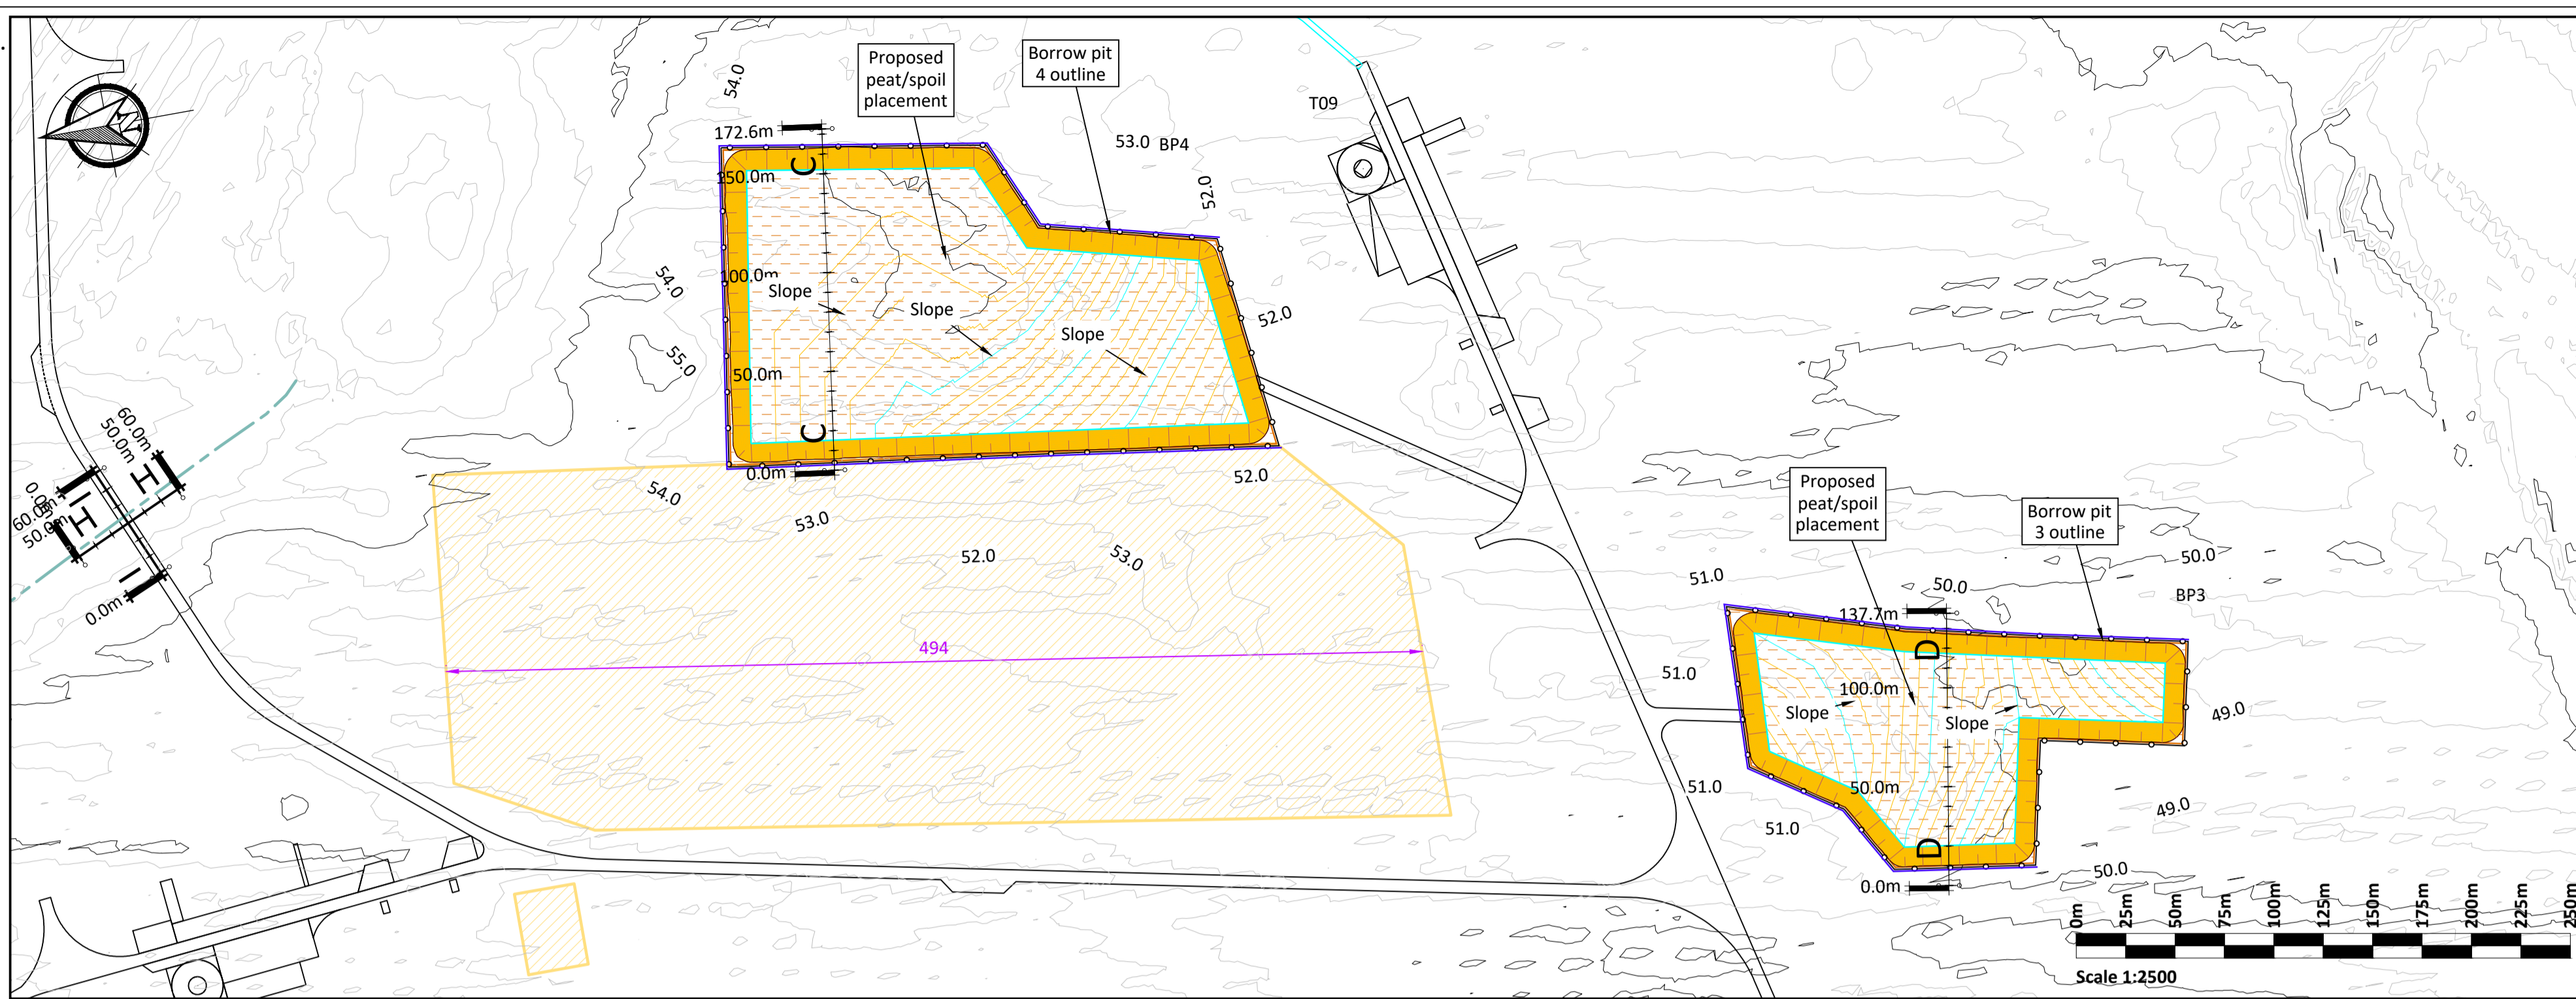 Proposed
peat/spoil
placement
Borrow pit
4 outline
54.0
172.6m
C
150.0m
53.0 BP4
T09
52.0
N
54.0
100.0m
Slope
Slope
Slope
52.0
55.0
50.0m
C
0.0m
60.0m
50.0m
H
H
I
I
60.0m
50.0m
0.0m
54.0
53.0
52.0
52.0
53.0
494
Proposed
peat/spoil
placement
Borrow pit
3 outline
51.0
50.0
50.0
BP3
137.7m
D
51.0
100.0m
Slope
Slope
49.0
51.0
50.0m
49.0
51.0
D
0.0m
50.0
0m
25m
50m
75m
100m
125m
150m
175m
200m
225m
250m
Scale 1:2500